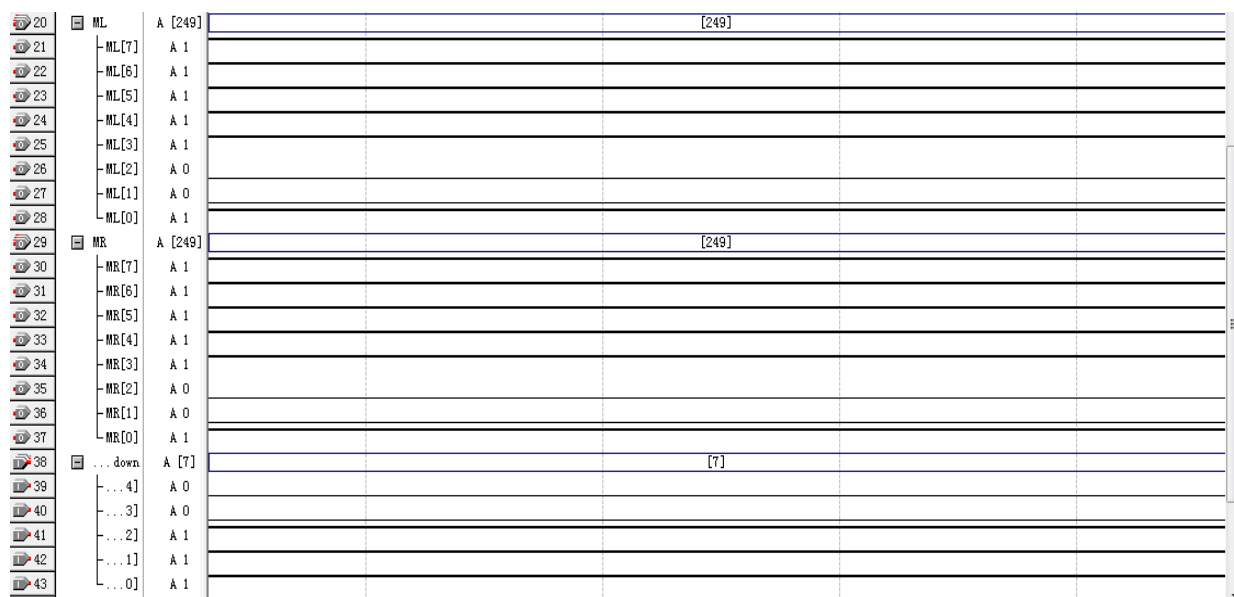 20 ML A [249] [249]
21 ML[7] A 1
22 ML[6] A 1
23 ML[5] A 1
24 ML[4] A 1
25 ML[3] A 1
26 ML[2] A 0
27 ML[1] A 0
28 ML[0] A 1
29 MR A [249] [249]
30 MR[7] A 1
31 MR[6] A 1
32 MR[5] A 1
33 MR[4] A 1
34 MR[3] A 1
35 MR[2] A 0
36 MR[1] A 0
37 MR[0] A 1
38 ...down A [7] [7]
39 ...4] A 0
40 ...3] A 0
41 ...2] A 1
42 ...1] A 1
43 ...0] A 1